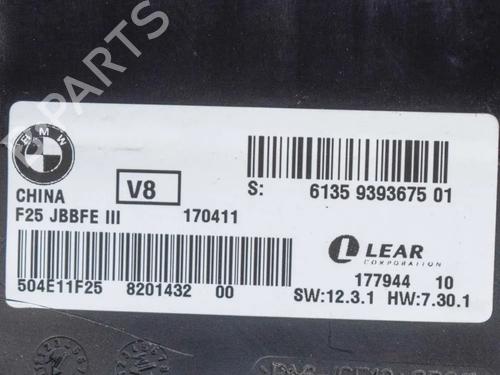 B PARTS
BMW
CHINA
V8
S: 6135 9393675 01
F25 JBBFE III 170411
LEAR
CORPORATION
504E11F25 8201432 00
177944 10
SW:12.3.1 HW:7.30.1